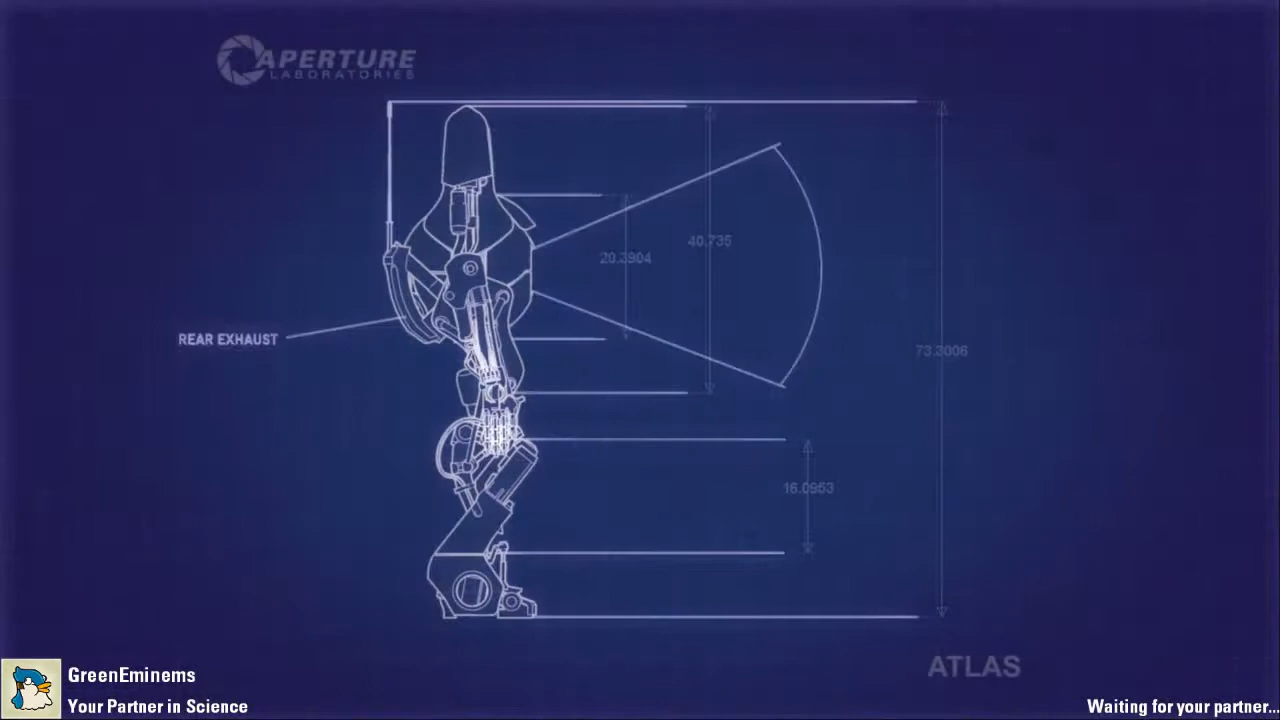 APERTURE
LABORATORIES
40.735
20.3904
REAR EXHAUST
73.3006
16.0953
ATLAS
GreenEminems
Your Partner in Science
Waiting for your partner...